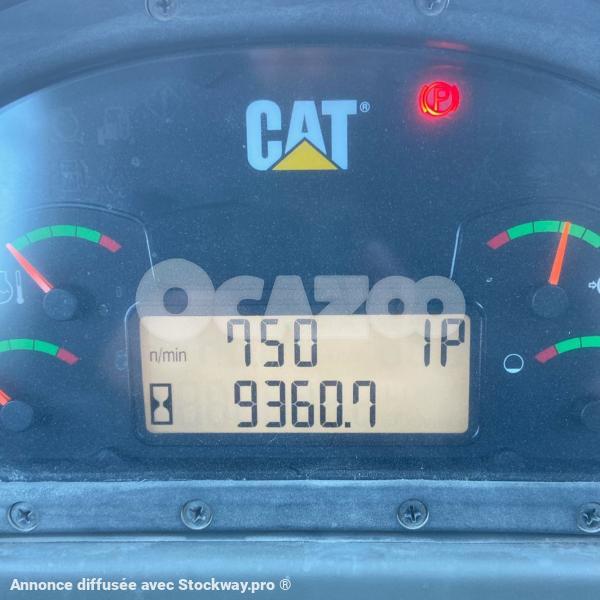 P
CAT®
OCAZOO
n/min 750 1P
9360.7
Annonce diffusée avec Stockway.pro ®